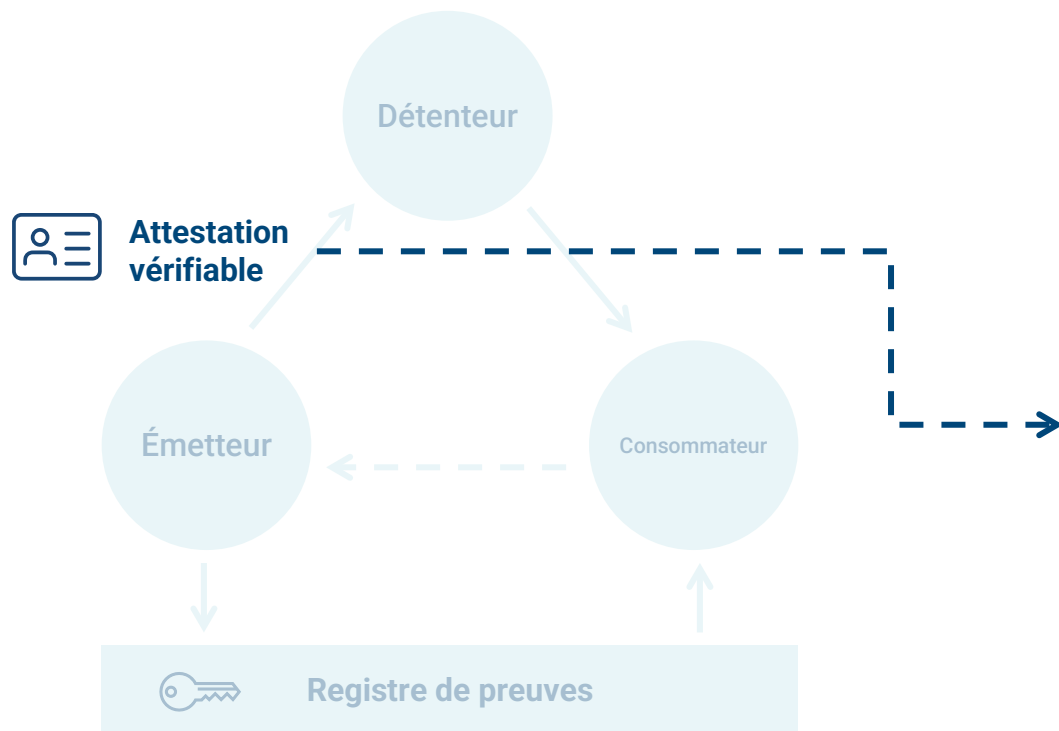 Détenteur
Attestation
vérifiable
Émetteur
Consommateur
Registre de preuves